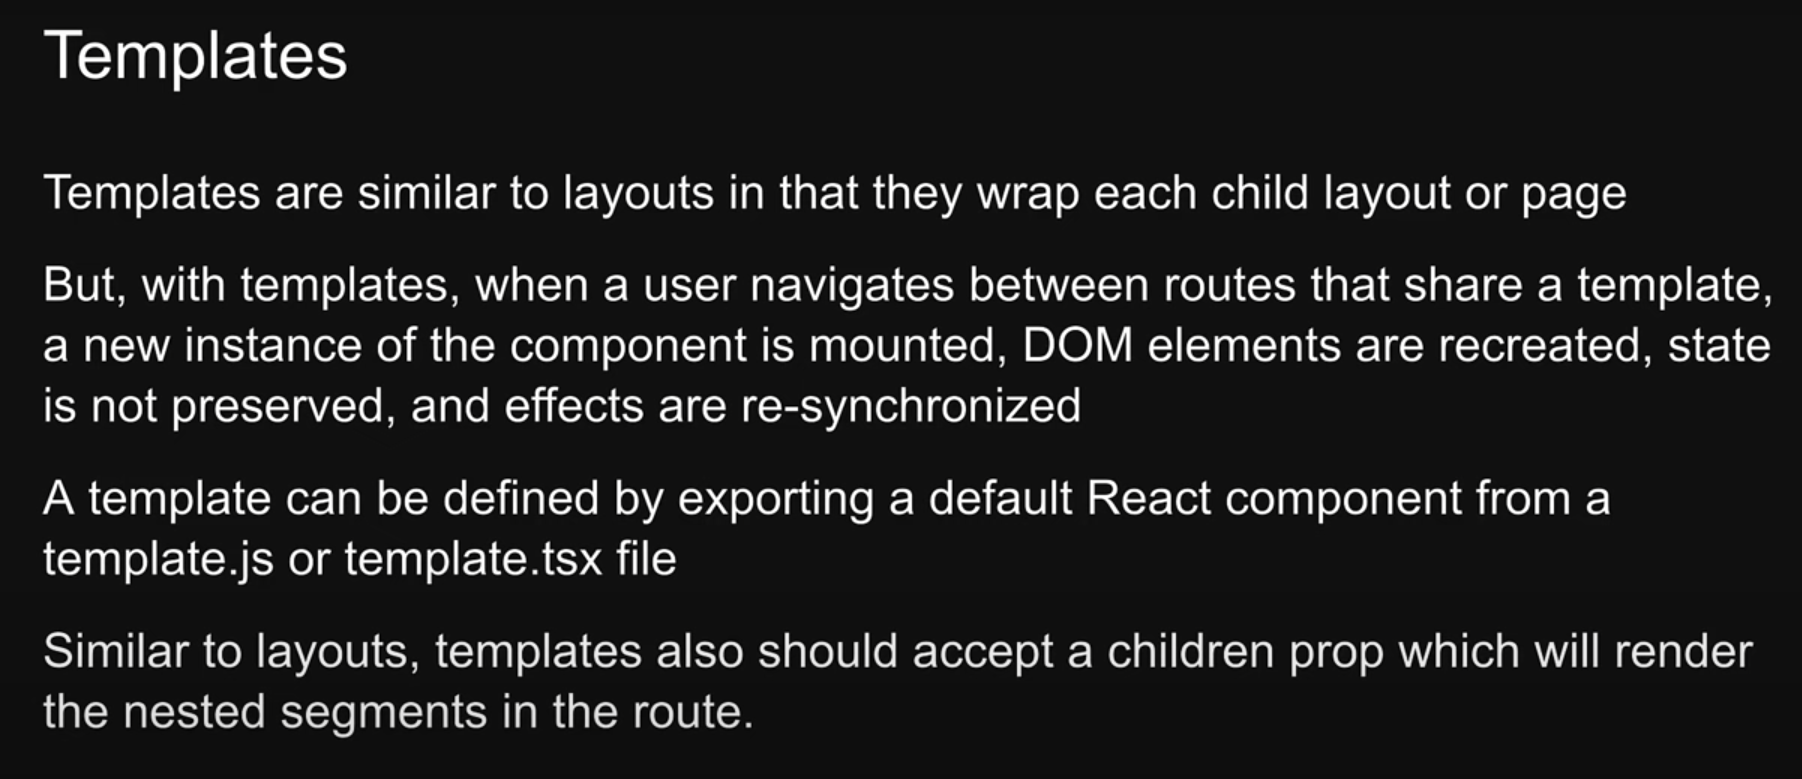 Templates
Templates are similar to layouts in that they wrap each child layout or page
But, with templates, when a user navigates between routes that share a template,
a new instance of the component is mounted, DOM elements are recreated, state
is not preserved, and effects are re-synchronized
A template can be defined by exporting a default React component from a
template.js or template.tsx file
Similar to layouts, templates also should accept a children prop which will render
the nested segments in the route.